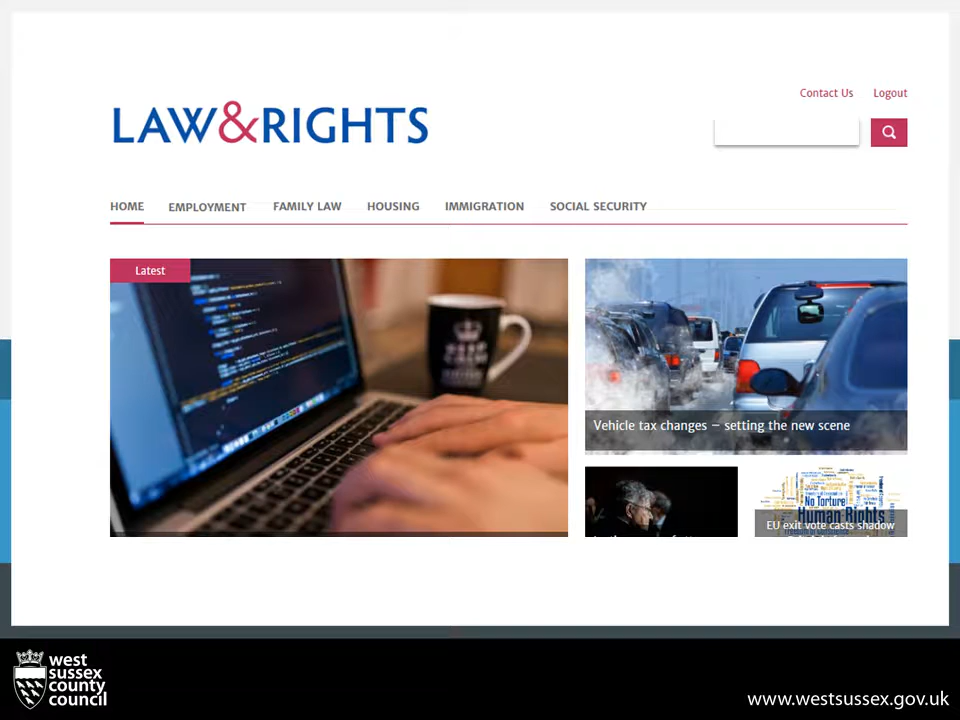 Contact Us
Logout
LAW&RIGHTS
HOME
EMPLOYMENT
FAMILY LAW
HOUSING
IMMIGRATION
SOCIAL SECURITY
Latest
KEEP
CALM
Vehicle tax changes – setting the new scene
No Torture
Human Rights
EU exit vote casts shadow
west
sussex
county
council
www.westsussex.gov.uk